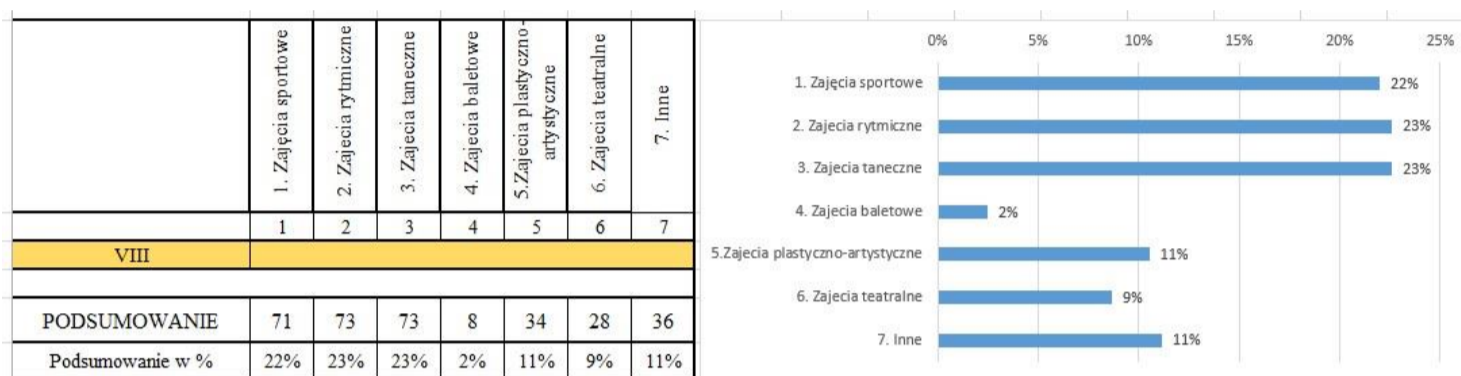 1. Zajęcia sportowe
2. Zajecia rytmiczne
3. Zajecia taneczne
4. Zajecia baletowe
5.Zajecia plastyczno-
artystyczne
6. Zajecia teatralne
7. Inne
1 2 3 4 5 6 7
VIII
PODSUMOWANIE 71 73 73 8 34 28 36
Podsumowanie w % 22% 23% 23% 2% 11% 9% 11%
0% 5% 10% 15% 20% 25%
1. Zajęcia sportowe 22%
2. Zajecia rytmiczne 23%
3. Zajecia taneczne 23%
4. Zajecia baletowe 2%
5.Zajecia plastyczno-artystyczne 11%
6. Zajecia teatralne 9%
7. Inne 11%